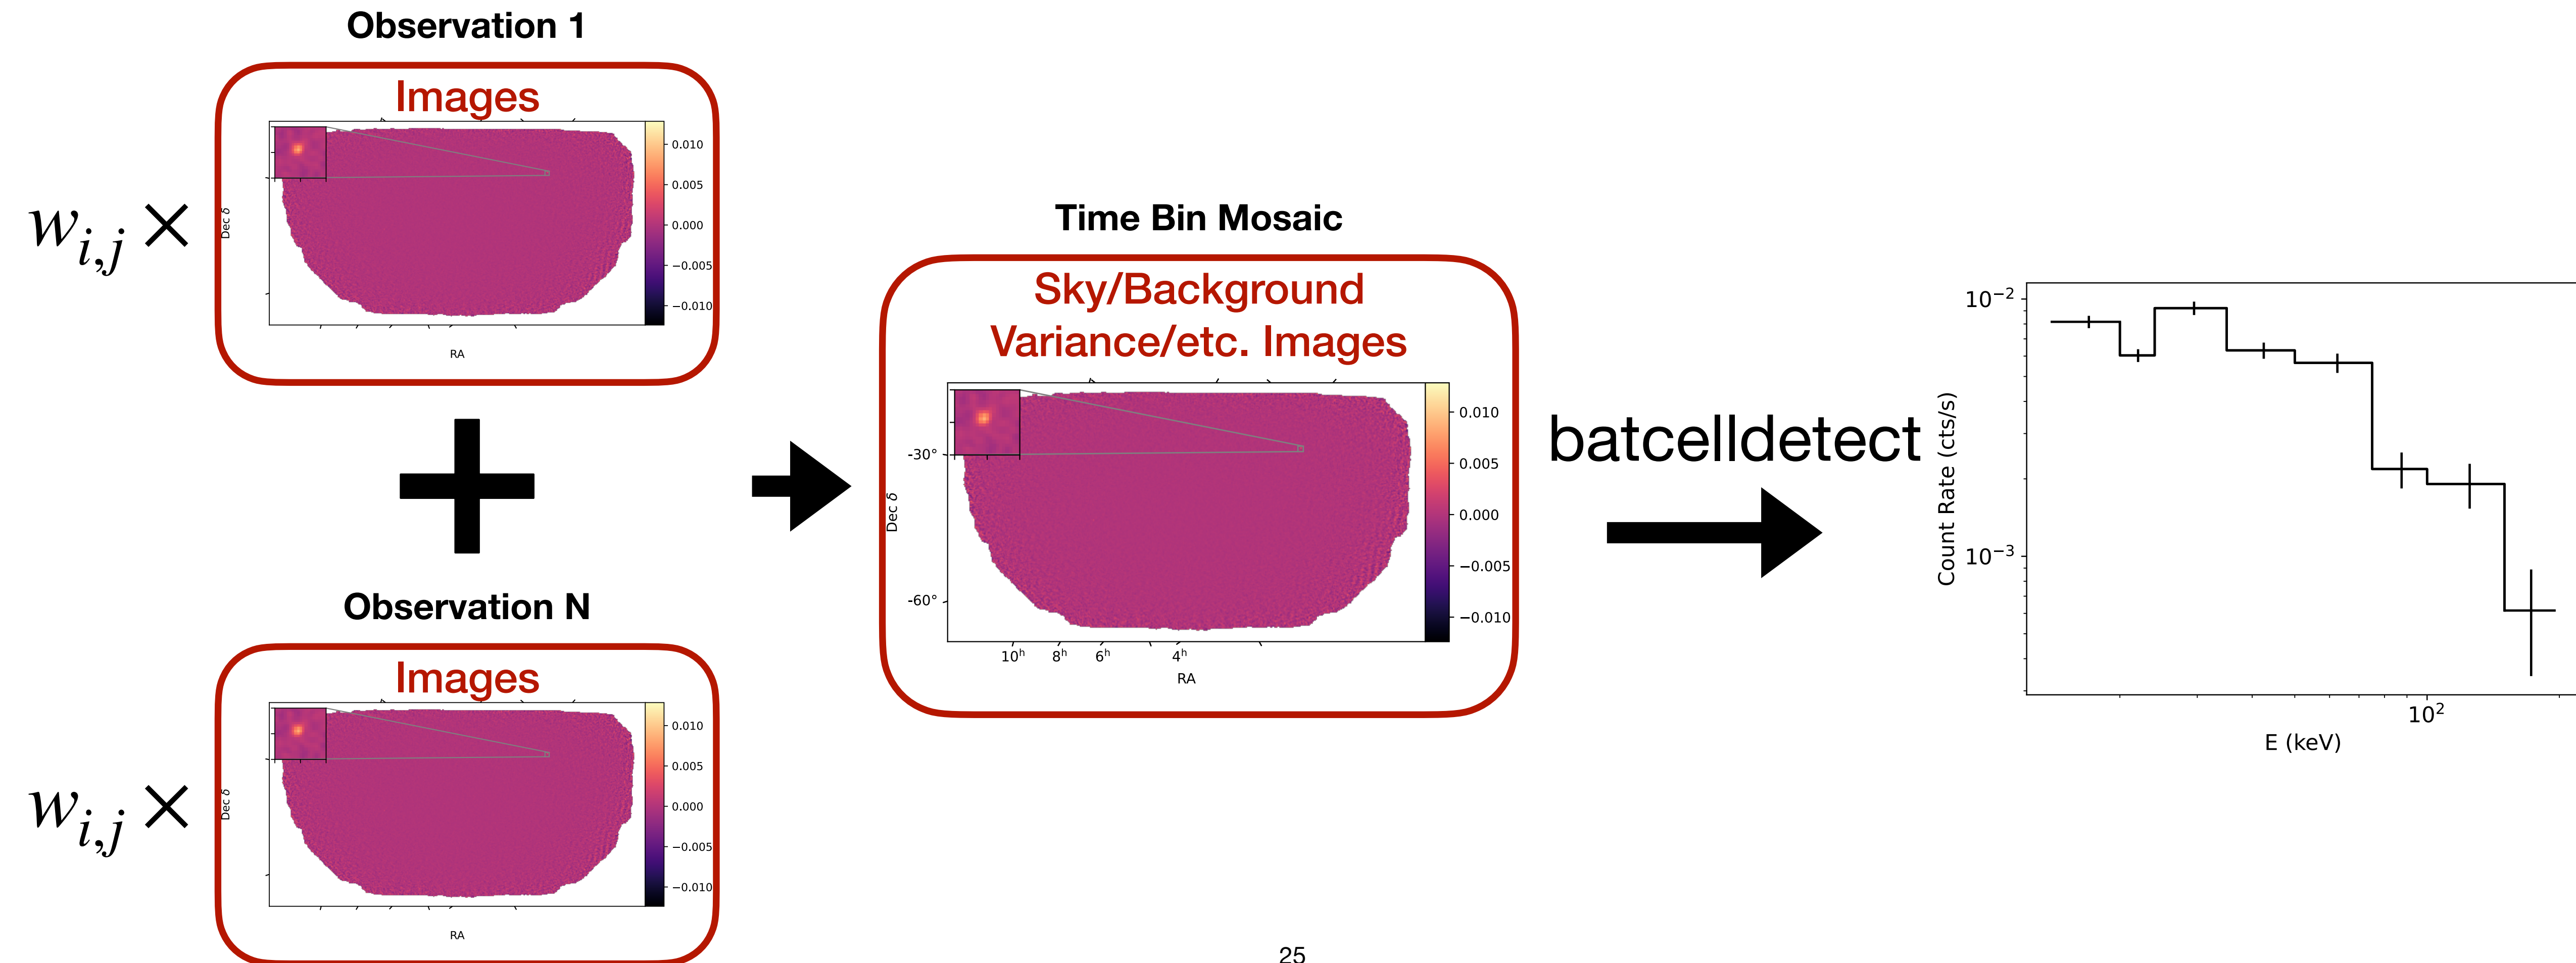 Observation 1
Images
w_{i,j} ×
0.010
0.005
0.000
−0.005
−0.010
Dec δ
RA
Observation N
Images
w_{i,j} ×
0.010
0.005
0.000
−0.005
−0.010
Dec δ
RA
Time Bin Mosaic
Sky/Background
Variance/etc. Images
0.010
0.005
0.000
−0.005
−0.010
-30°
-60°
Dec δ
10ʰ 8ʰ 6ʰ 4ʰ
RA
batcelldetect
Count Rate (cts/s)
10⁻²
10⁻³
10²
E (keV)
25